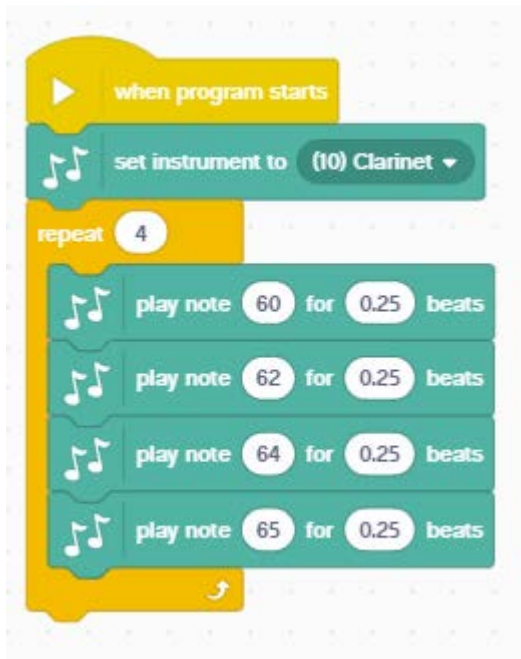 when program starts
set instrument to (10) Clarinet
repeat 4
play note 60 for 0.25 beats
play note 62 for 0.25 beats
play note 64 for 0.25 beats
play note 65 for 0.25 beats